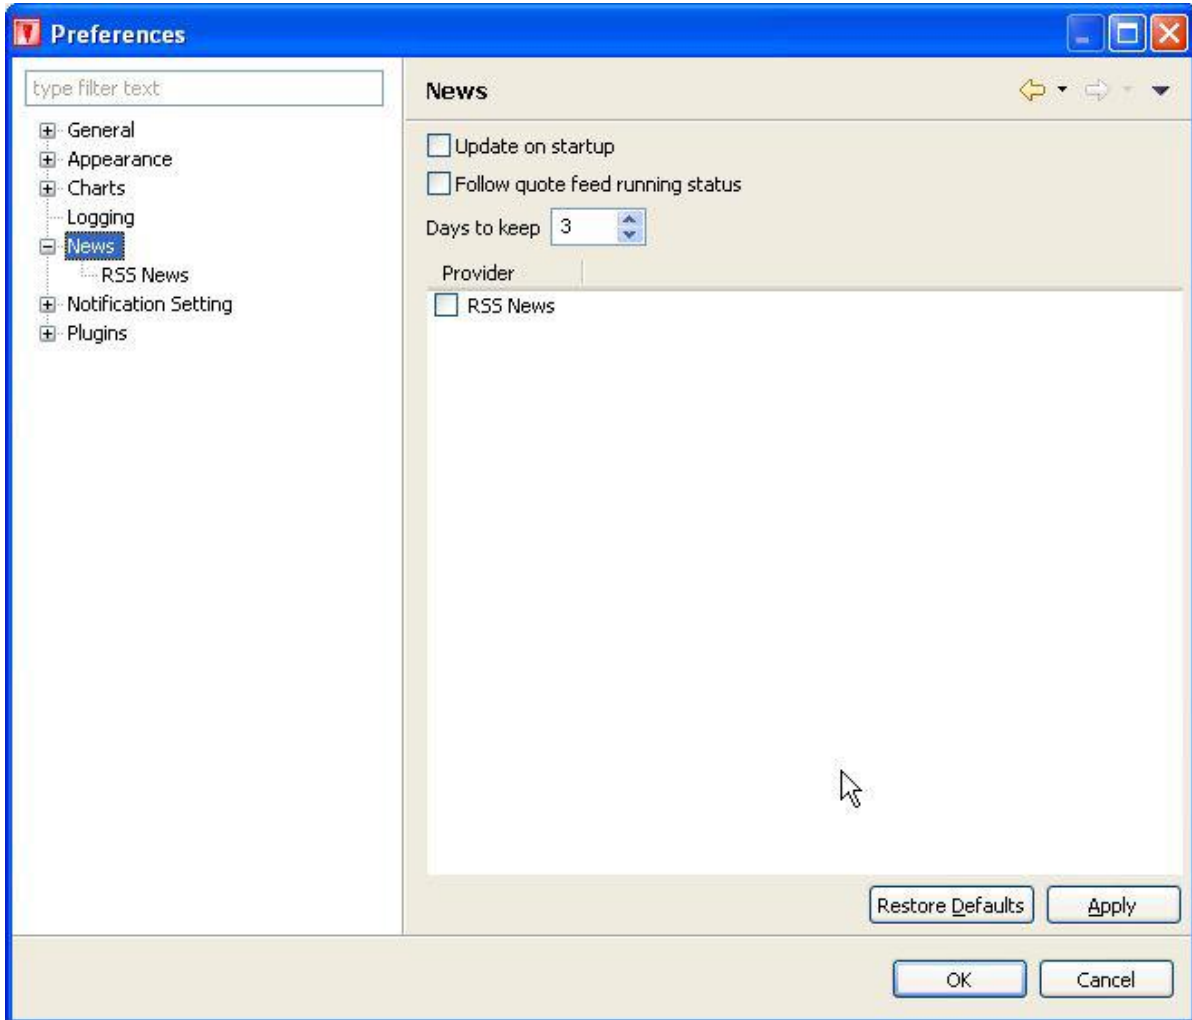 Preferences
type filter text
General
Appearance
Charts
Logging
News
RSS News
Notification Setting
Plugins
News
Update on startup
Follow quote feed running status
Days to keep 3
Provider
RSS News
Restore Defaults Apply
OK Cancel